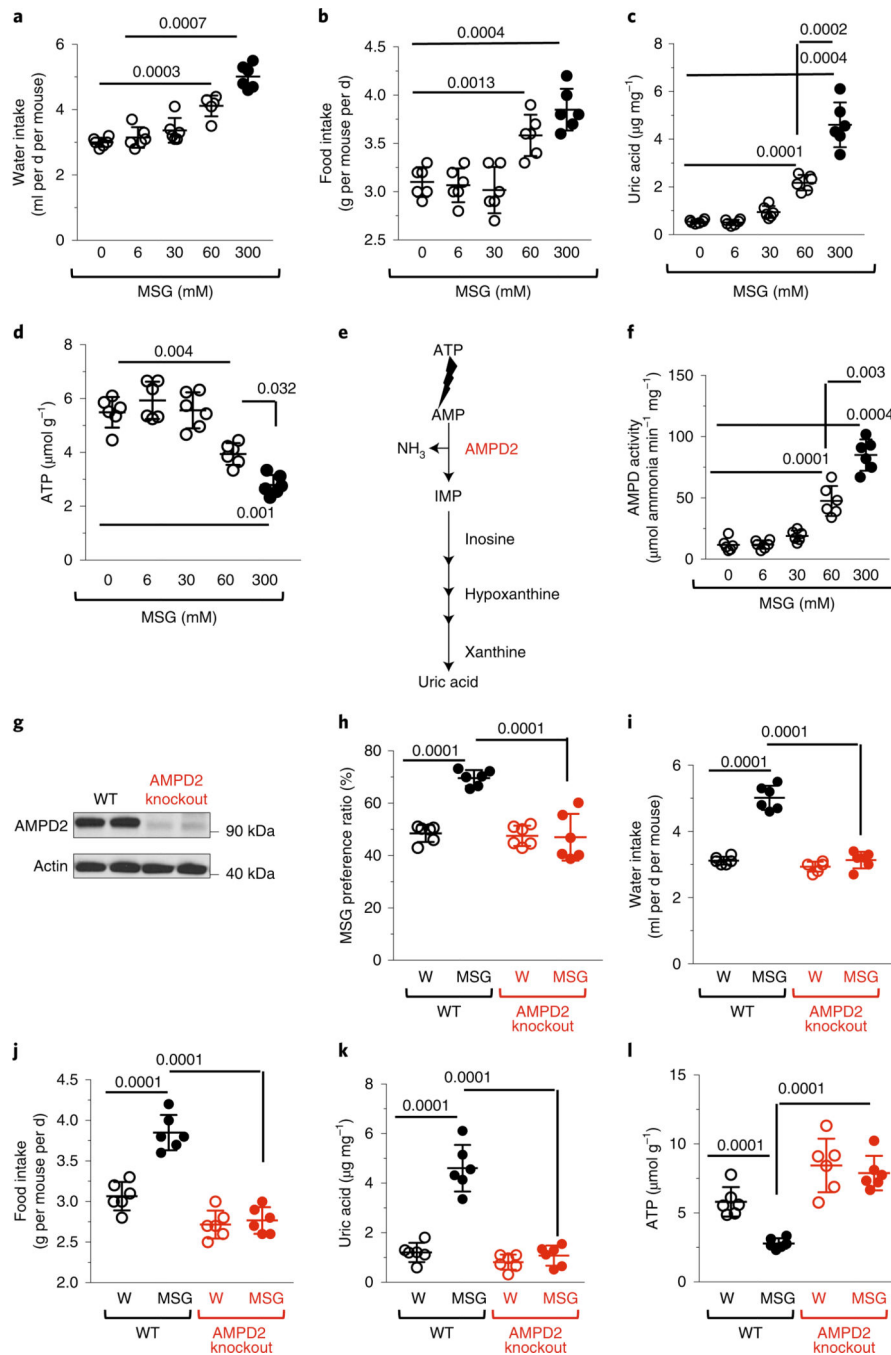 a
0.0007
0.0003
Water intake
(ml per d per mouse)
6
4
2
0
0 6 30 60 300
MSG (mM)
b
0.0004
0.0013
Food intake
(g per mouse per d)
4.5
4.0
3.5
3.0
2.5
0 6 30 60 300
MSG (mM)
c
0.0002
0.0004
0.0001
Uric acid (µg mg⁻¹)
8
6
4
2
0
0 6 30 60 300
MSG (mM)
d
0.004
0.032
0.001
ATP (µmol g⁻¹)
8
6
4
2
0
0 6 30 60 300
MSG (mM)
e
ATP
AMP
NH₃ AMPD2
IMP
Inosine
Hypoxanthine
Xanthine
Uric acid
f
0.003
0.0004
0.0001
AMPD activity
(µmol ammonia min⁻¹ mg⁻¹)
150
100
50
0
0 6 30 60 300
MSG (mM)
g
WT AMPD2
knockout
AMPD2 90 kDa
Actin 40 kDa
h
0.0001
0.0001
MSG preference ratio (%)
80
60
40
20
0
W MSG W MSG
WT AMPD2
knockout
i
0.0001
0.0001
Water intake
(ml per d per mouse)
6
4
2
0
W MSG W MSG
WT AMPD2
knockout
j
0.0001
0.0001
Food intake
(g per mouse per d)
4.5
4.0
3.5
3.0
2.5
2.0
W MSG W MSG
WT AMPD2
knockout
k
0.0001
0.0001
Uric acid (µg mg⁻¹)
8
6
4
2
0
W MSG W MSG
WT AMPD2
knockout
l
0.0001
0.0001
ATP (µmol g⁻¹)
15
10
5
0
W MSG W MSG
WT AMPD2
knockout